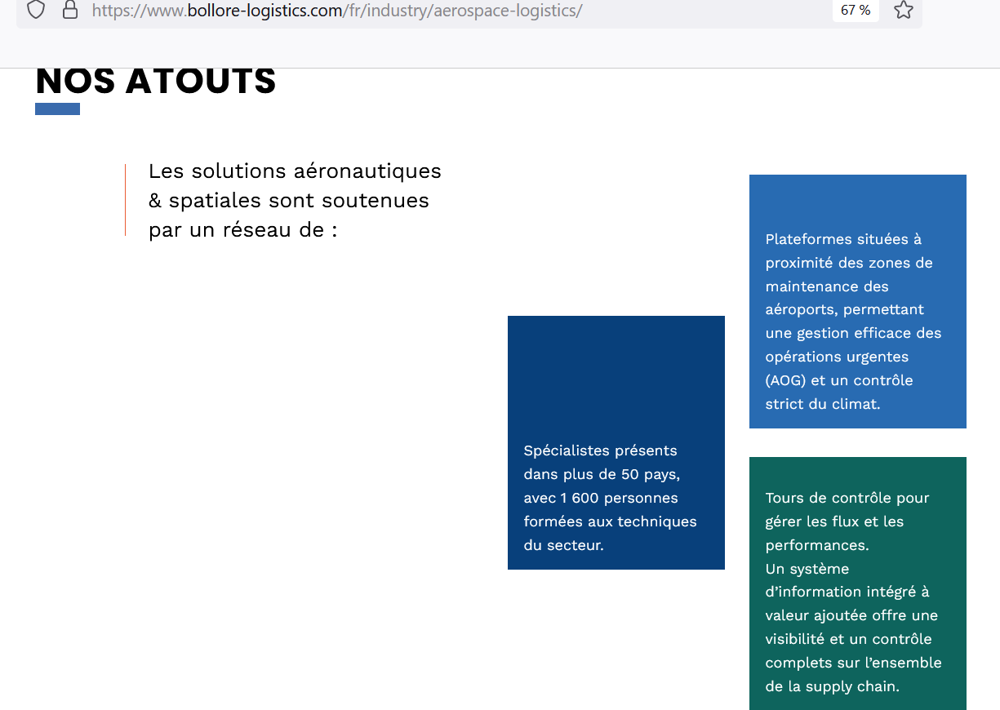 https://www.bollore-logistics.com/fr/industry/aerospace-logistics/
67 %
NOS ATOUTS
Les solutions aéronautiques
& spatiales sont soutenues
par un réseau de :
Spécialistes présents
dans plus de 50 pays,
avec 1 600 personnes
formées aux techniques
du secteur.
Plateformes situées à
proximité des zones de
maintenance des
aéroports, permettant
une gestion efficace des
opérations urgentes
(AOG) et un contrôle
strict du climat.
Tours de contrôle pour
gérer les flux et les
performances.
Un système
d’information intégré à
valeur ajoutée offre une
visibilité et un contrôle
complets sur l’ensemble
de la supply chain.